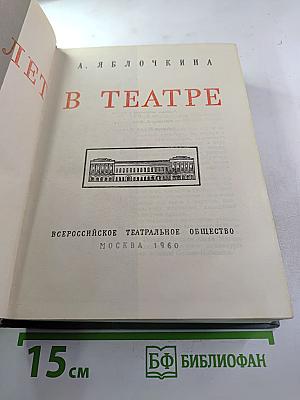 А. ЯБЛОЧКИНА
ЛЕТ В ТЕАТРЕ
ВСЕРОССИЙСКОЕ ТЕАТРАЛЬНОЕ ОБЩЕСТВО
МОСКВА 1960
15 СМ
БФ БИБЛИОФАН